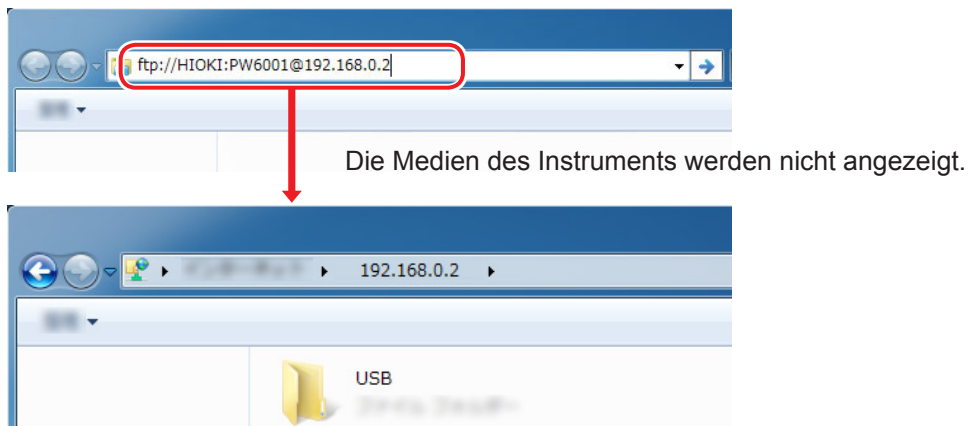 ftp://HIOKI:PW6001@192.168.0.2
Die Medien des Instruments werden nicht angezeigt.
192.168.0.2
USB